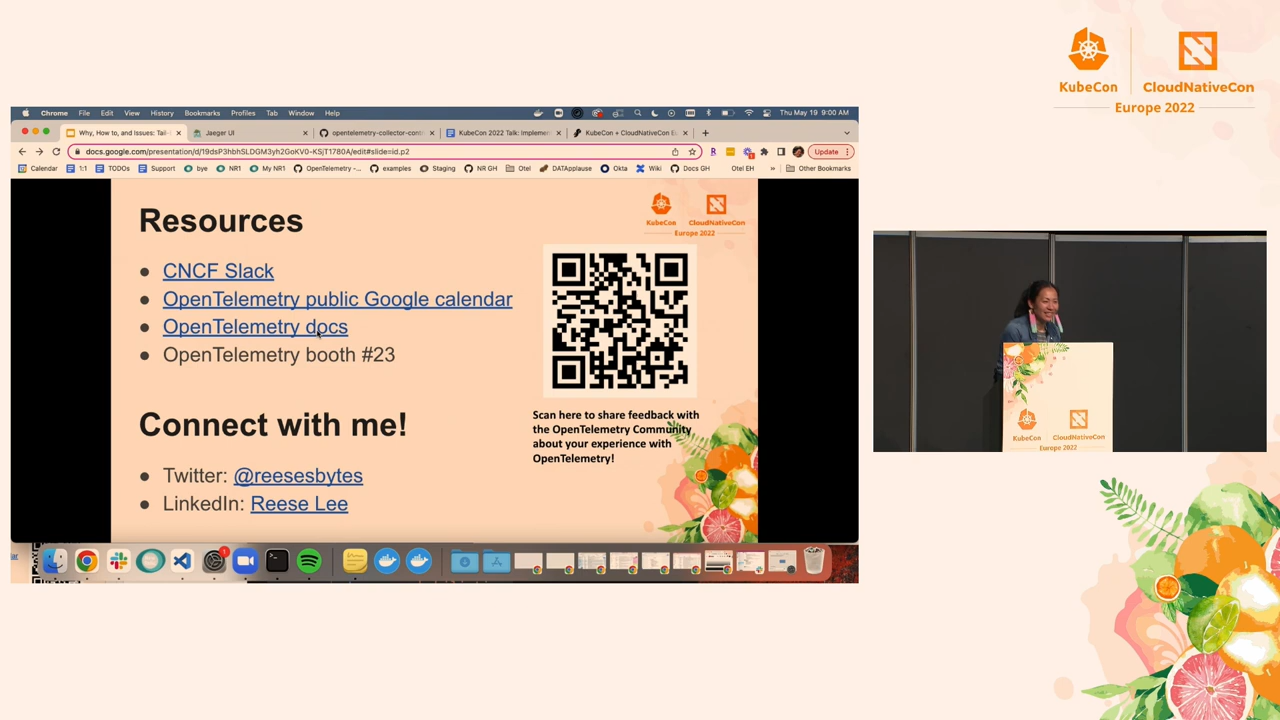 KubeCon
CloudNativeCon
Europe 2022
Chrome File Edit View History Bookmarks Profiles Tab Window Help
Thu May 19 9:00 AM
Why, How to, and Issues: Tail-
Jaeger UI
opentelemetry-collector-cont
KubeCon 2022 Talk: Implemen
KubeCon + CloudNativeCon Eu
docs.google.com/presentation/d/19dsP3hbhSLDGM3yh2GoKV0-KSjT1780A/edit#slide=id.p2
Update
Calendar 1:1 TODOs Support bye NR1 My NR1 OpenTelemetry -... examples Staging NR GH Otel DATApplause Okta Wiki Docs GH Otel EH » Other Bookmarks
Resources
KubeCon
CloudNativeCon
Europe 2022
● CNCF Slack
● OpenTelemetry public Google calendar
● OpenTelemetry docs
● OpenTelemetry booth #23
Scan here to share feedback with
the OpenTelemetry Community
about your experience with
OpenTelemetry!
Connect with me!
● Twitter: @reesesbytes
● LinkedIn: Reese Lee
KubeCon
CloudNativeCon
Europe 2022